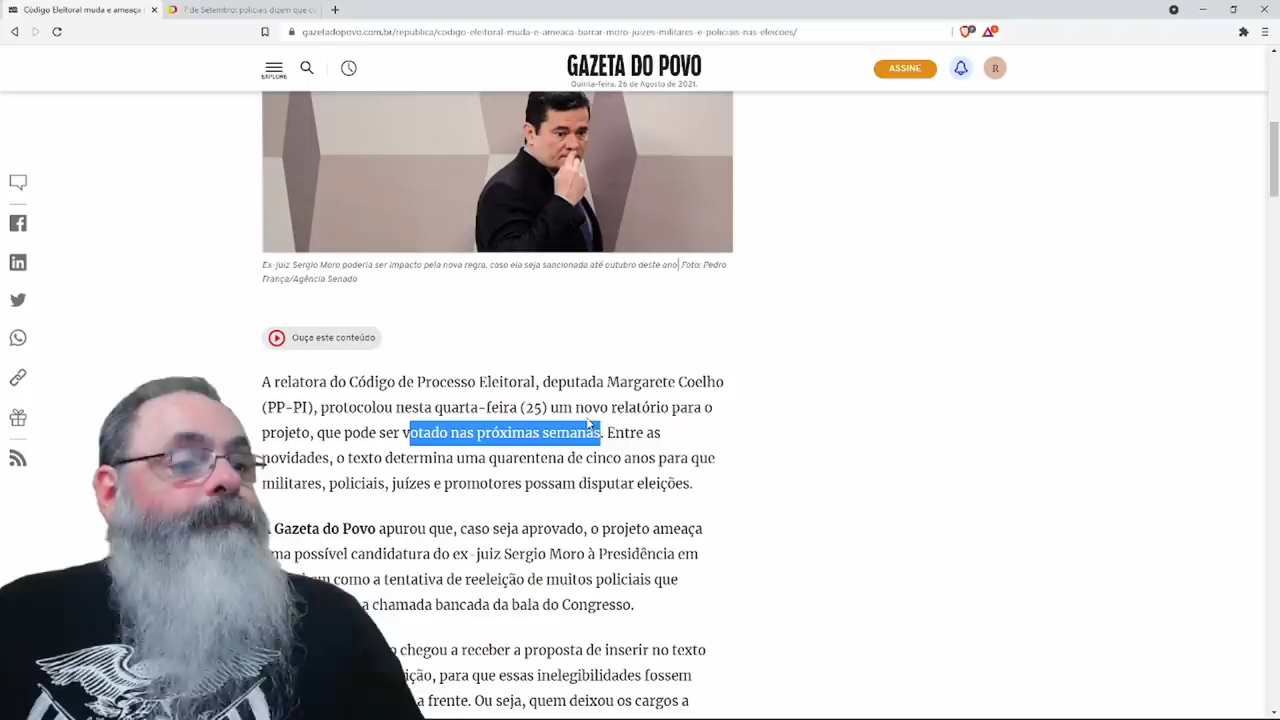 Código Eleitoral muda e ameaça
7 de Setembro: policiais dizem que
gazetadopovo.com.br/republica/codigo-eleitoral-muda-e-ameaca-barrar-moro-juizes-militares-e-policiais-nas-eleicoes/
EXPLORE
GAZETA DO POVO
Quinta-feira, 26 de Agosto de 2021.
ASSINE
R
Ex-juiz Sergio Moro poderia ser impacto pela nova regra, caso ela seja sancionada até outubro deste ano| Foto: Pedro
França/Agência Senado
Ouça este conteúdo
A relatora do Código de Processo Eleitoral, deputada Margarete Coelho
(PP-PI), protocolou nesta quarta-feira (25) um novo relatório para o
projeto, que pode ser votado nas próximas semanas. Entre as
novidades, o texto determina uma quarentena de cinco anos para que
militares, policiais, juízes e promotores possam disputar eleições.
Gazeta do Povo apurou que, caso seja aprovado, o projeto ameaça
ma possível candidatura do ex-juiz Sergio Moro à Presidência em
como a tentativa de reeleição de muitos policiais que
a chamada bancada da bala do Congresso.
chegou a receber a proposta de inserir no texto
ição, para que essas inelegibilidades fossem
a frente. Ou seja, quem deixou os cargos a